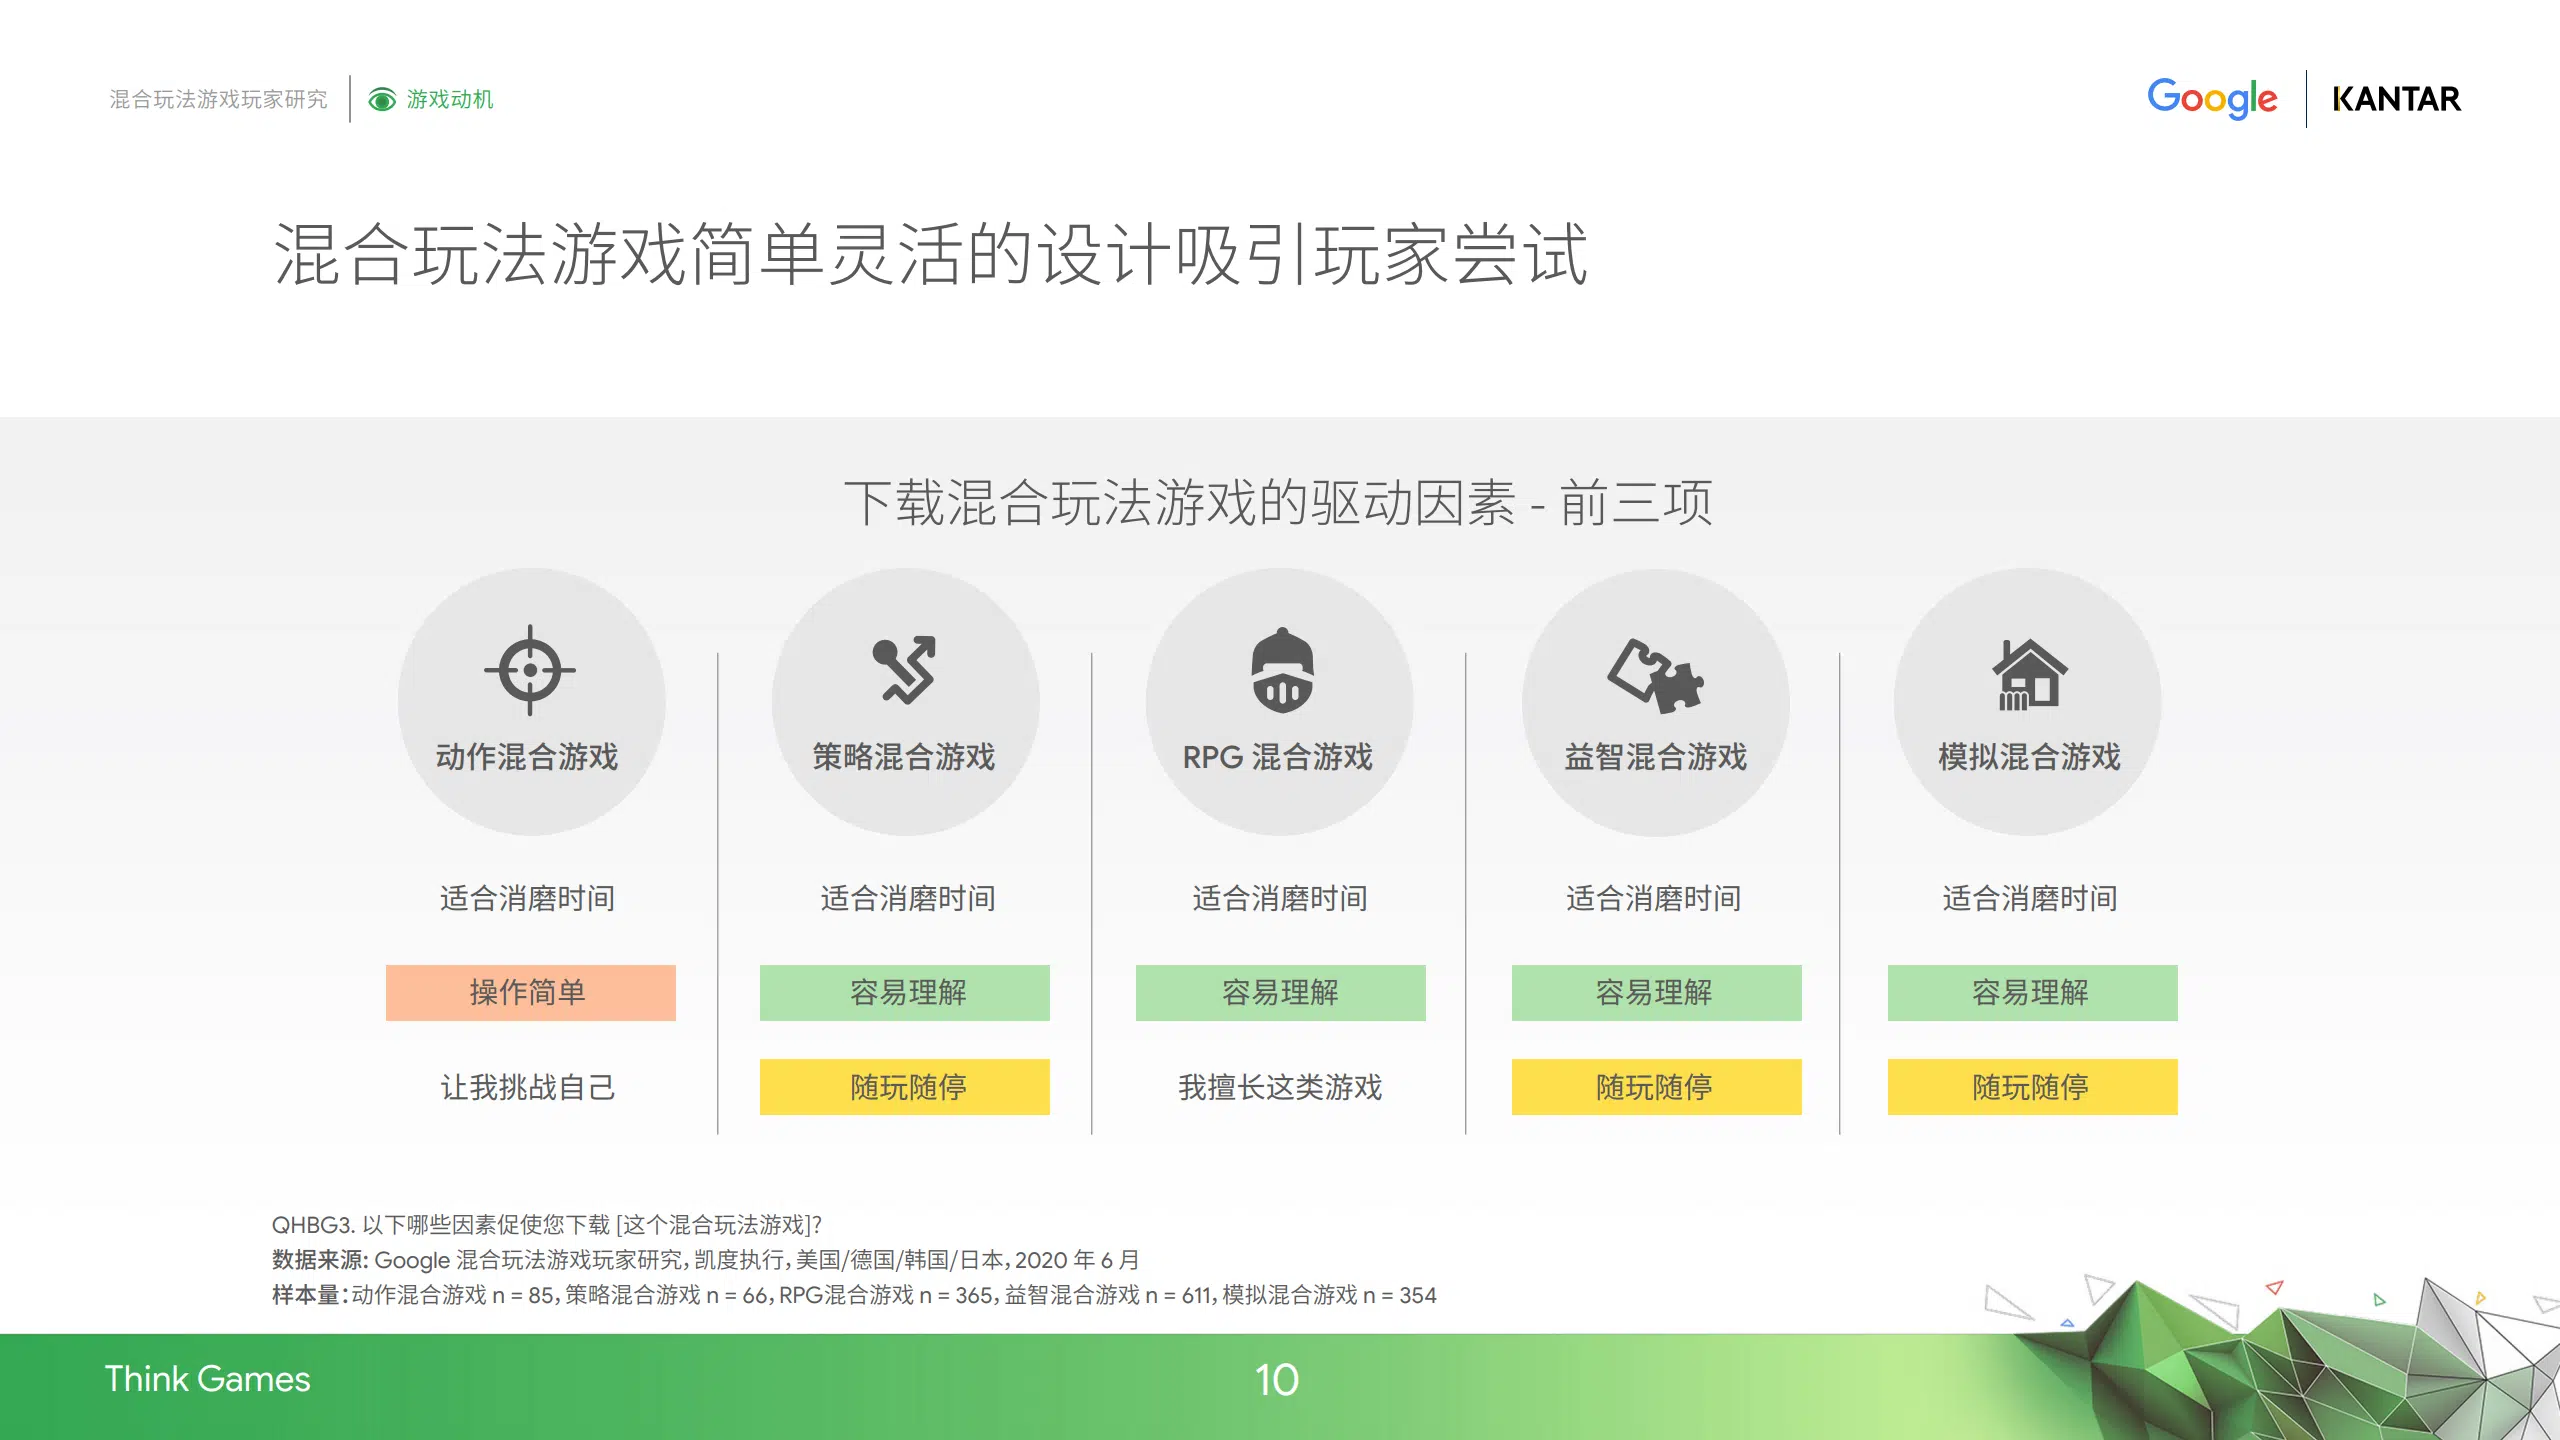 混合玩法游戏玩家研究
游戏动机
Google
KANTAR
混合玩法游戏简单灵活的设计吸引玩家尝试
下载混合玩法游戏的驱动因素 - 前三项
动作混合游戏
策略混合游戏
RPG 混合游戏
益智混合游戏
模拟混合游戏
适合消磨时间
适合消磨时间
适合消磨时间
适合消磨时间
适合消磨时间
操作简单
容易理解
容易理解
容易理解
容易理解
让我挑战自己
随玩随停
我擅长这类游戏
随玩随停
随玩随停
QHBG3. 以下哪些因素促使您下载 [这个混合玩法游戏]?
数据来源: Google 混合玩法游戏玩家研究, 凯度执行, 美国/德国/韩国/日本, 2020 年 6 月
样本量: 动作混合游戏 n = 85, 策略混合游戏 n = 66, RPG混合游戏 n = 365, 益智混合游戏 n = 611, 模拟混合游戏 n = 354
Think Games
10